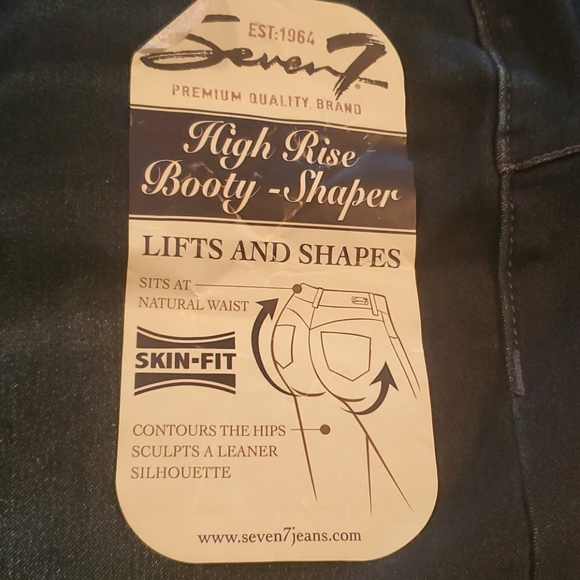 EST:1964
Seven7®
PREMIUM QUALITY BRAND
High Rise
Booty -Shaper
LIFTS AND SHAPES
SITS AT
NATURAL WAIST
SKIN-FIT
CONTOURS THE HIPS
SCULPTS A LEANER
SILHOUETTE
www.seven7jeans.com